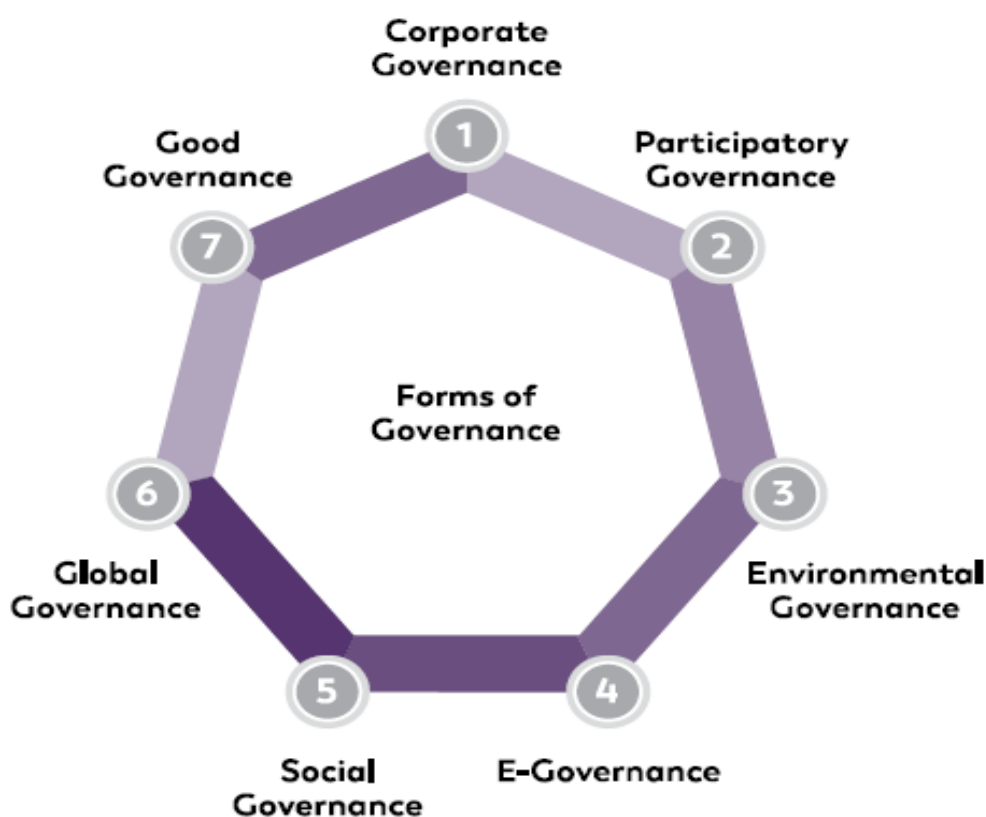 Corporate
Governance
1
Good
Governance
Participatory
Governance
7
2
Forms of
Governance
6
3
Global
Governance
Environmental
Governance
5
4
Social
Governance
E-Governance